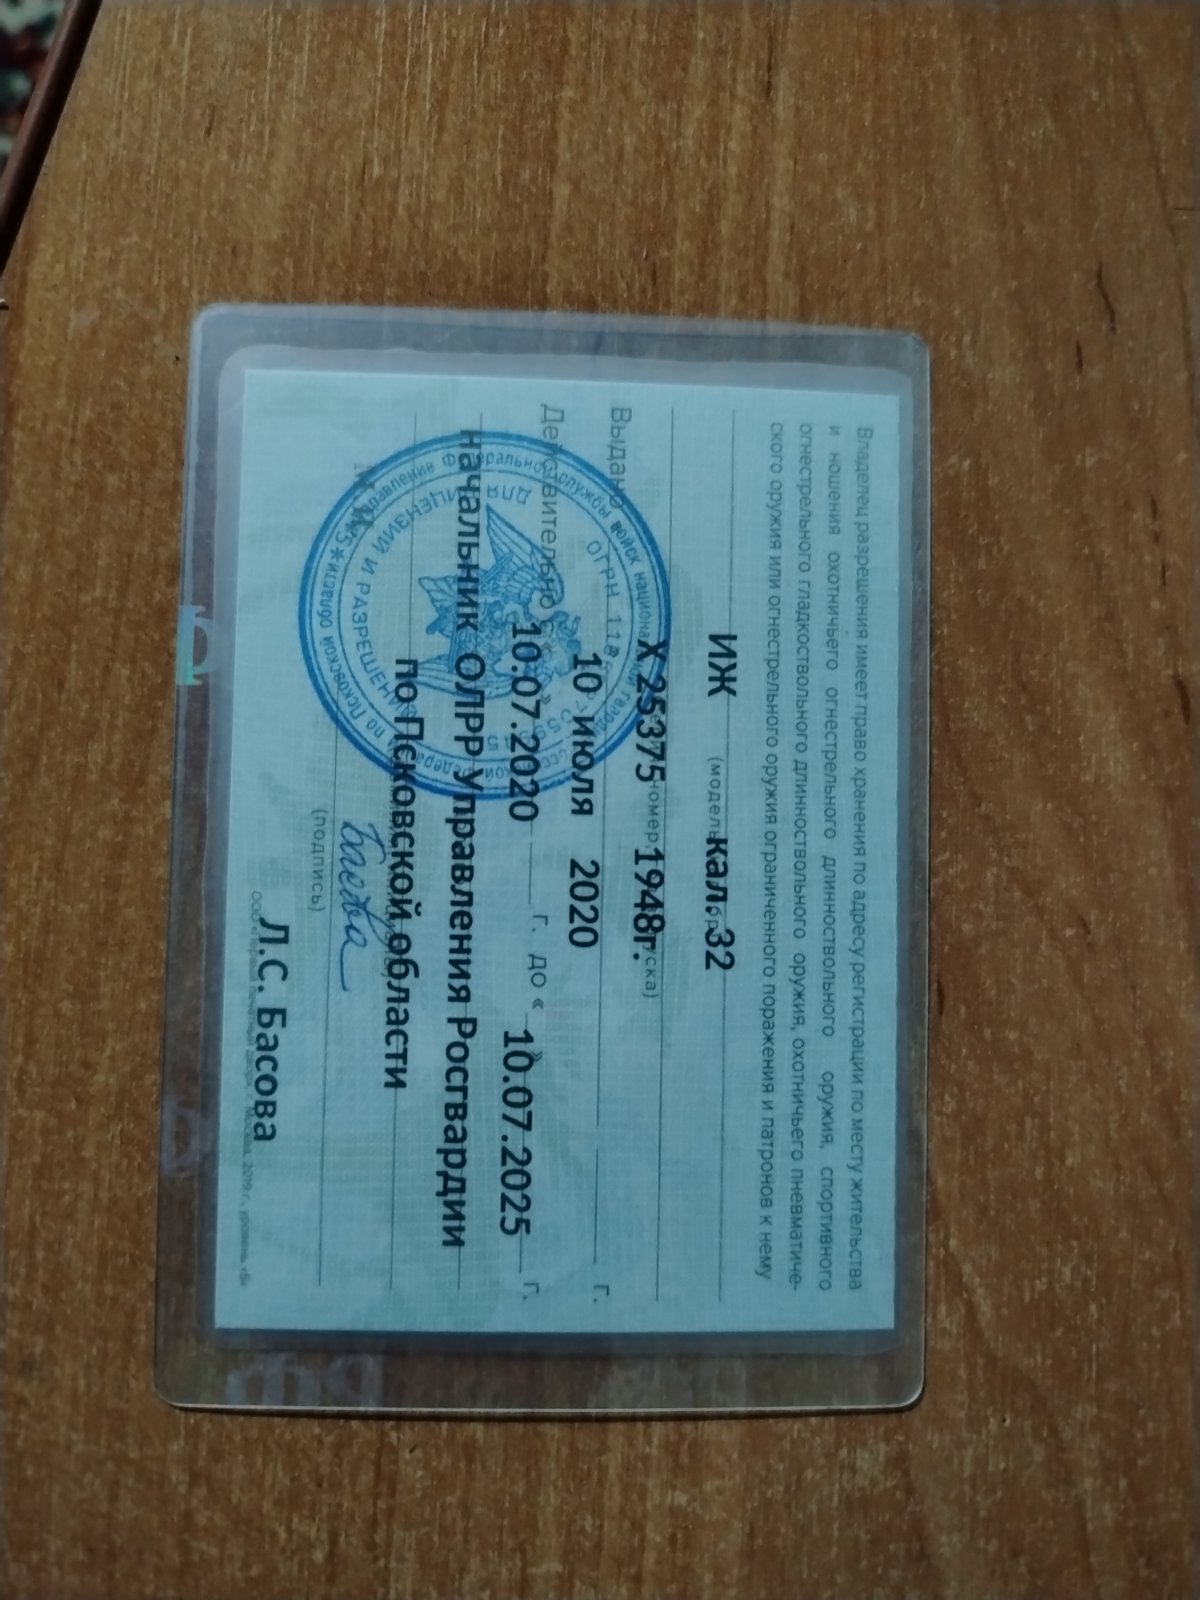 Владелец разрешения имеет право хранения по адресу регистрации по месту жительства
и ношения охотничьего огнестрельного длинноствольного оружия, спортивного
огнестрельного гладкоствольного длинноствольного оружия, охотничьего пневматиче-
ского оружия или огнестрельного оружия ограниченного поражения и патронов к нему
ИЖ кал. 32
Х 25375 1948г.
Выдано « 10 июля 2020 г.
Действительно с « 10.07.2020 г. до « 10.07.2025 г.
начальник ОЛРР Управления Росгвардии
по Псковской области
Басова
(подпись)
Л.С. Басова